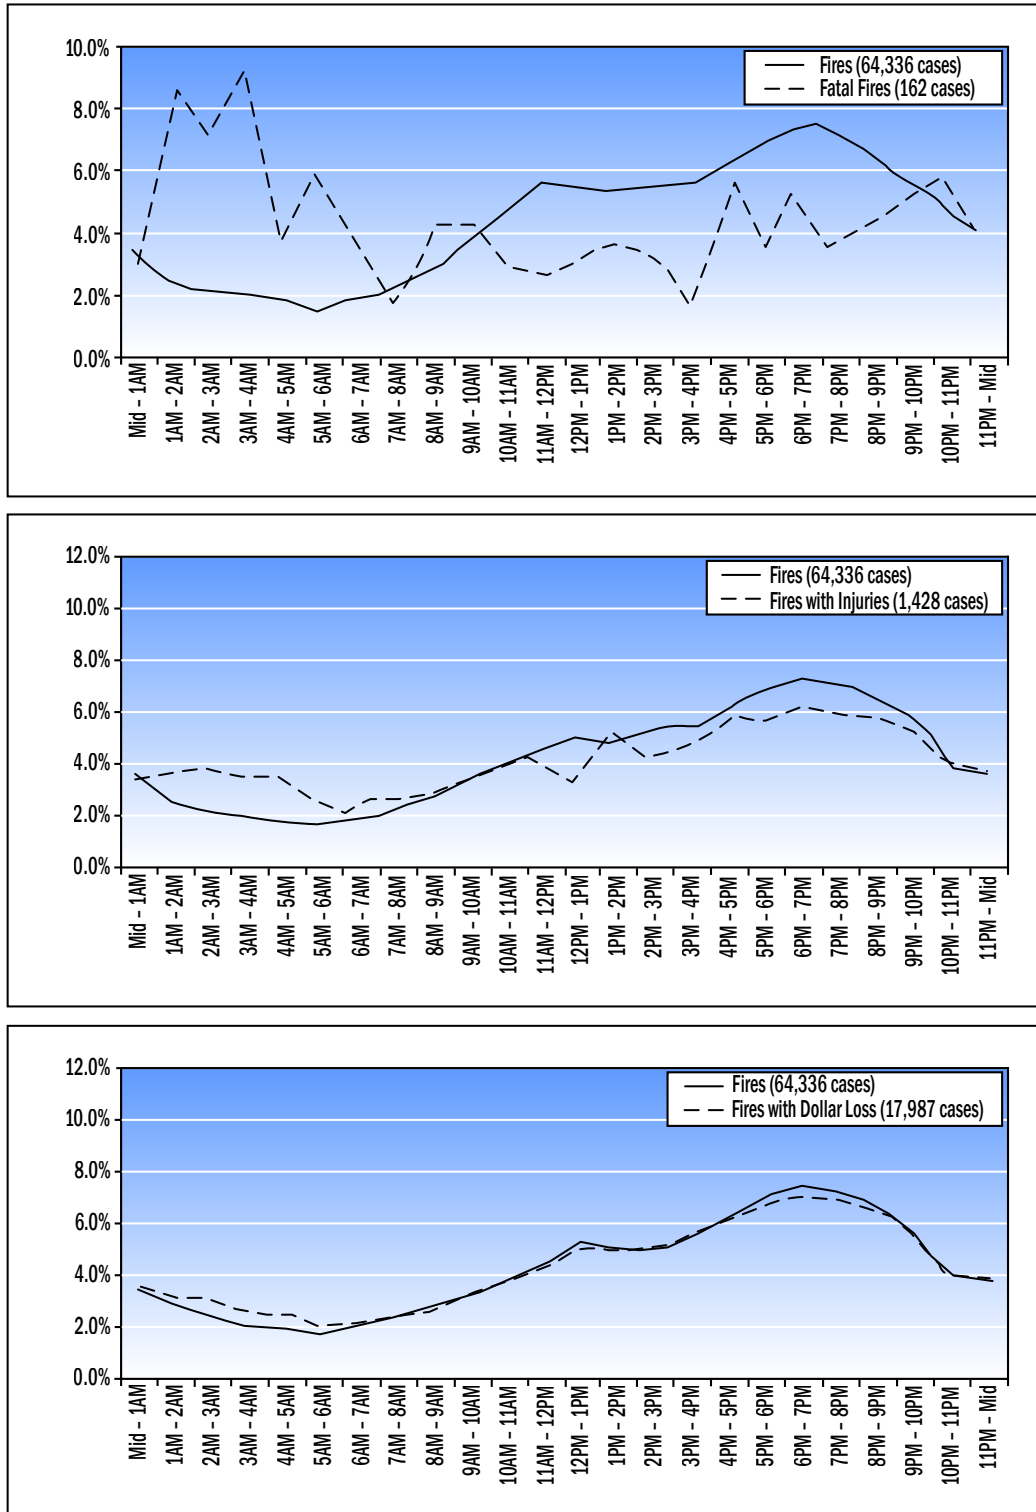 10.0%
8.0%
6.0%
4.0%
2.0%
0.0%
Fires (64,336 cases)
Fatal Fires (162 cases)
Mid - 1AM
1AM - 2AM
2AM - 3AM
3AM - 4AM
4AM - 5AM
5AM - 6AM
6AM - 7AM
7AM - 8AM
8AM - 9AM
9AM - 10AM
10AM - 11AM
11AM - 12PM
12PM - 1PM
1PM - 2PM
2PM - 3PM
3PM - 4PM
4PM - 5PM
5PM - 6PM
6PM - 7PM
7PM - 8PM
8PM - 9PM
9PM - 10PM
10PM - 11PM
11PM - Mid
12.0%
10.0%
8.0%
6.0%
4.0%
2.0%
0.0%
Fires (64,336 cases)
Fires with Injuries (1,428 cases)
Mid - 1AM
1AM - 2AM
2AM - 3AM
3AM - 4AM
4AM - 5AM
5AM - 6AM
6AM - 7AM
7AM - 8AM
8AM - 9AM
9AM - 10AM
10AM - 11AM
11AM - 12PM
12PM - 1PM
1PM - 2PM
2PM - 3PM
3PM - 4PM
4PM - 5PM
5PM - 6PM
6PM - 7PM
7PM - 8PM
8PM - 9PM
9PM - 10PM
10PM - 11PM
11PM - Mid
12.0%
10.0%
8.0%
6.0%
4.0%
2.0%
0.0%
Fires (64,336 cases)
Fires with Dollar Loss (17,987 cases)
Mid - 1AM
1AM - 2AM
2AM - 3AM
3AM - 4AM
4AM - 5AM
5AM - 6AM
6AM - 7AM
7AM - 8AM
8AM - 9AM
9AM - 10AM
10AM - 11AM
11AM - 12PM
12PM - 1PM
1PM - 2PM
2PM - 3PM
3PM - 4PM
4PM - 5PM
5PM - 6PM
6PM - 7PM
7PM - 8PM
8PM - 9PM
9PM - 10PM
10PM - 11PM
11PM - Mid